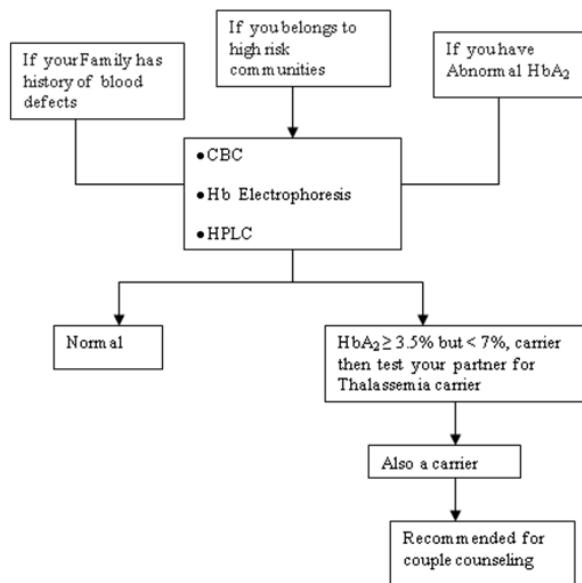 If your Family has
history of blood
defects
If you belongs to
high risk
communities
If you have
Abnormal HbA₂
● CBC
● Hb Electrophoresis
● HPLC
Normal
HbA₂ ≥ 3.5% but < 7%, carrier
then test your partner for
Thalassemia carrier
Also a carrier
Recommended for
couple counseling